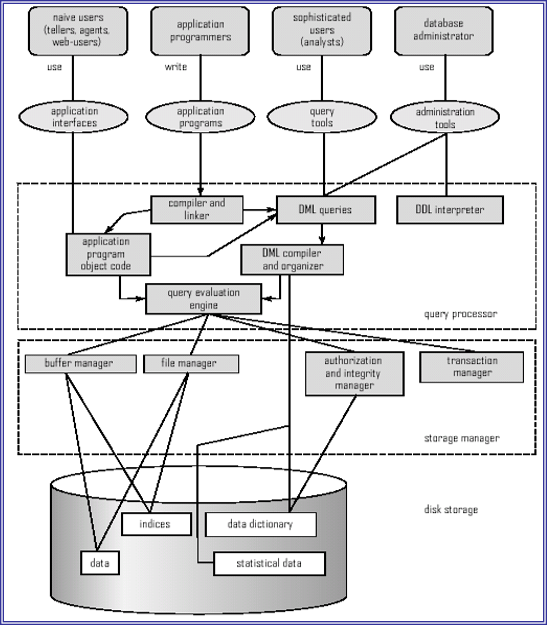 naive users
(tellers, agents,
web-users)
application
programmers
sophisticated
users
(analysts)
database
administrator
use
write
use
use
application
interfaces
application
programs
query
tools
administration
tools
compiler and
linker
DML queries
DDL interpreter
application
program
object code
DML compiler
and organizer
query evaluation
engine
query processor
buffer manager
file manager
authorization
and integrity
manager
transaction
manager
storage manager
disk storage
indices
data dictionary
data
statistical data